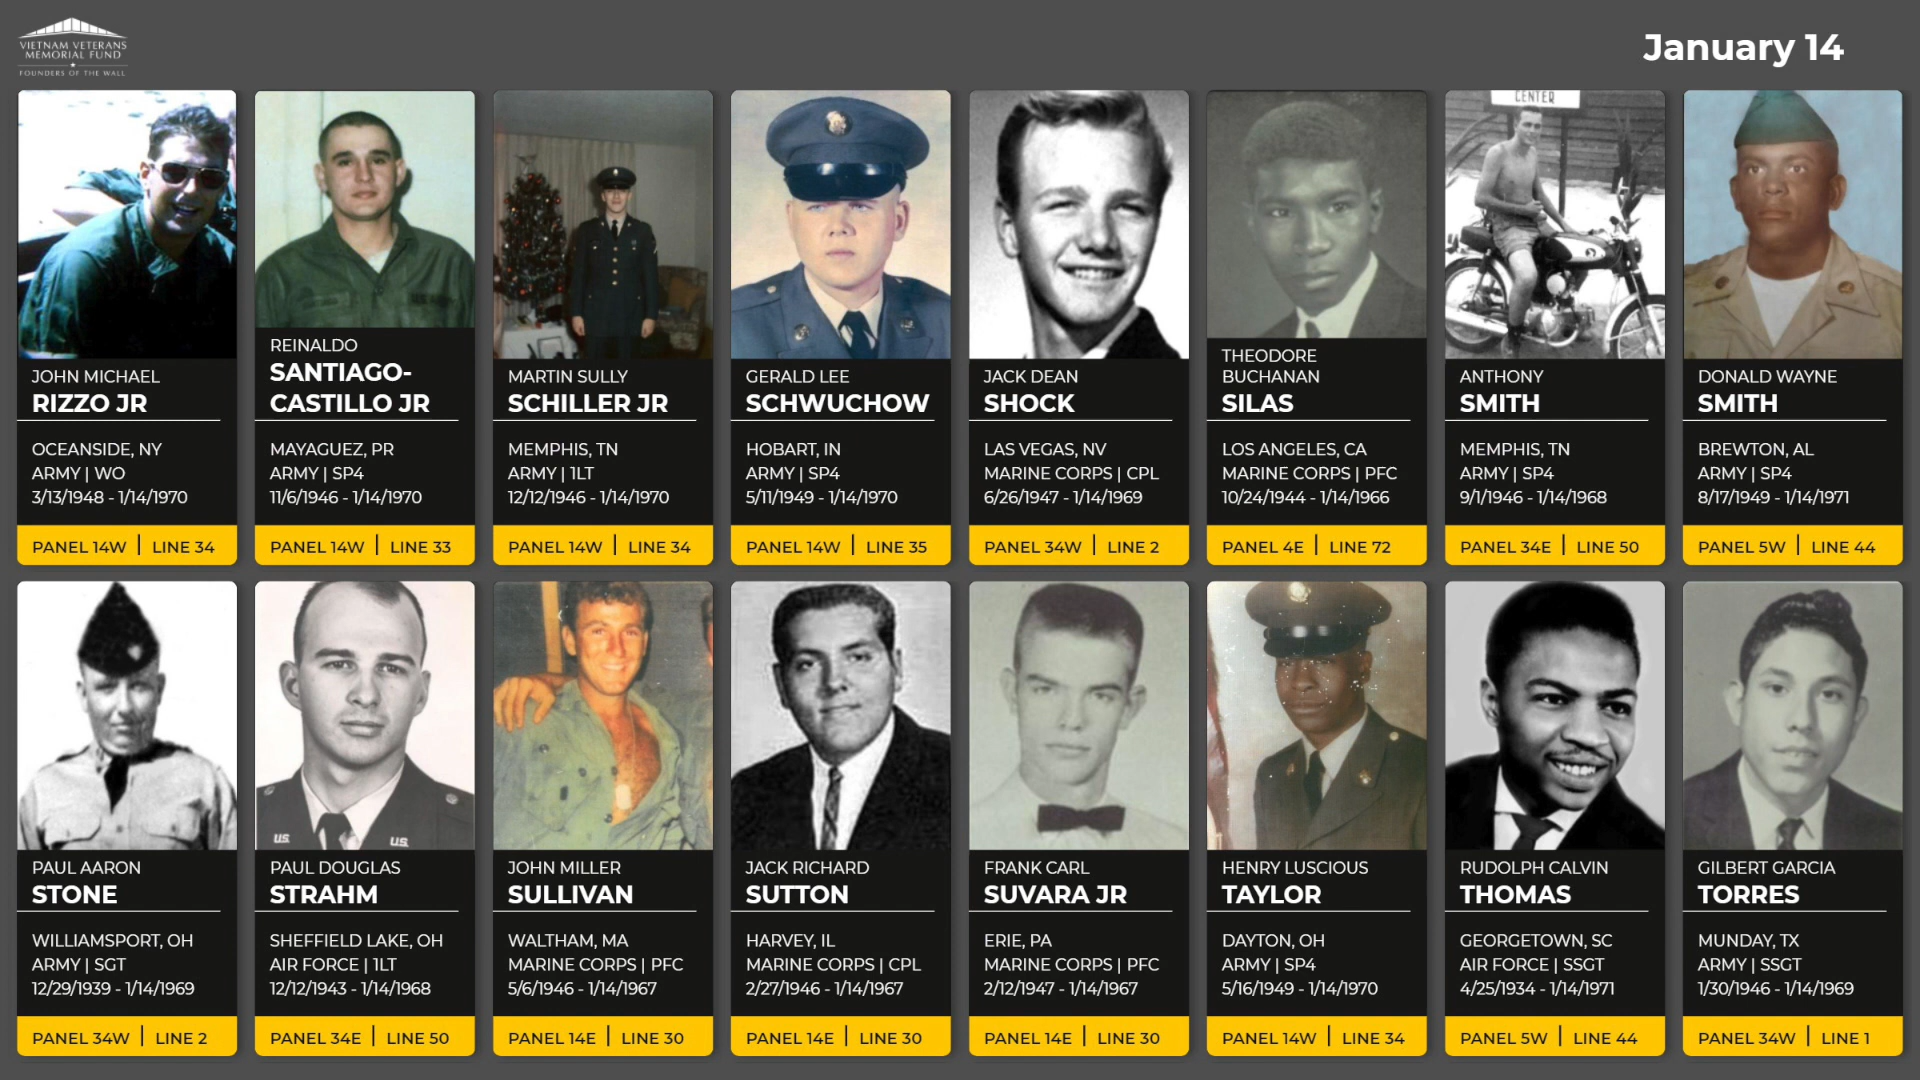 VIETNAM VETERANS
MEMORIAL FUND
FOUNDERS OF THE WALL
January 14
CENTER
JOHN MICHAEL
RIZZO JR
OCEANSIDE, NY
ARMY | WO
3/13/1948 - 1/14/1970
PANEL 14W | LINE 34
REINALDO
SANTIAGO-
CASTILLO JR
MAYAGUEZ, PR
ARMY | SP4
11/6/1946 - 1/14/1970
PANEL 14W | LINE 33
MARTIN SULLY
SCHILLER JR
MEMPHIS, TN
ARMY | 1LT
12/12/1946 - 1/14/1970
PANEL 14W | LINE 34
GERALD LEE
SCHWUCHOW
HOBART, IN
ARMY | SP4
5/11/1949 - 1/14/1970
PANEL 14W | LINE 35
JACK DEAN
SHOCK
LAS VEGAS, NV
MARINE CORPS | CPL
6/26/1947 - 1/14/1969
PANEL 34W | LINE 2
THEODORE
BUCHANAN
SILAS
LOS ANGELES, CA
MARINE CORPS | PFC
10/24/1944 - 1/14/1966
PANEL 4E | LINE 72
ANTHONY
SMITH
MEMPHIS, TN
ARMY | SP4
9/1/1946 - 1/14/1968
PANEL 34E | LINE 50
DONALD WAYNE
SMITH
BREWTON, AL
ARMY | SP4
8/17/1949 - 1/14/1971
PANEL 5W | LINE 44
PAUL AARON
STONE
WILLIAMSPORT, OH
ARMY | SGT
12/29/1939 - 1/14/1969
PANEL 34W | LINE 2
U.S.
U.S.
PAUL DOUGLAS
STRAHM
SHEFFIELD LAKE, OH
AIR FORCE | 1LT
12/12/1943 - 1/14/1968
PANEL 34E | LINE 50
JOHN MILLER
SULLIVAN
WALTHAM, MA
MARINE CORPS | PFC
5/6/1946 - 1/14/1967
PANEL 14E | LINE 30
JACK RICHARD
SUTTON
HARVEY, IL
MARINE CORPS | CPL
2/27/1946 - 1/14/1967
PANEL 14E | LINE 30
FRANK CARL
SUVARA JR
ERIE, PA
MARINE CORPS | PFC
2/12/1947 - 1/14/1967
PANEL 14E | LINE 30
HENRY LUSCIOUS
TAYLOR
DAYTON, OH
ARMY | SP4
5/16/1949 - 1/14/1970
PANEL 14W | LINE 34
RUDOLPH CALVIN
THOMAS
GEORGETOWN, SC
AIR FORCE | SSGT
4/25/1934 - 1/14/1971
PANEL 5W | LINE 44
GILBERT GARCIA
TORRES
MUNDAY, TX
ARMY | SSGT
1/30/1946 - 1/14/1969
PANEL 34W | LINE 1